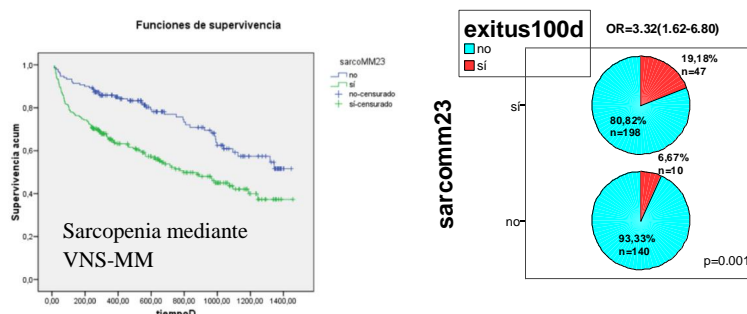 Funciones de supervivencia
sarcoMM23
no
sí
no-censurado
sí-censurado
Supervivencia acum
1,0
0,8
0,6
0,4
0,2
0,0
Sarcopenia mediante
VNS-MM
0,00 200,00 400,00 600,00 800,00 1000,00 1200,00 1400,00
tiempoD
exitus100d
no
sí
OR=3.32(1.62-6.80)
sarcomm23
sí
19,18%
n=47
80,82%
n=198
no
6,67%
n=10
93,33%
n=140
p=0.001